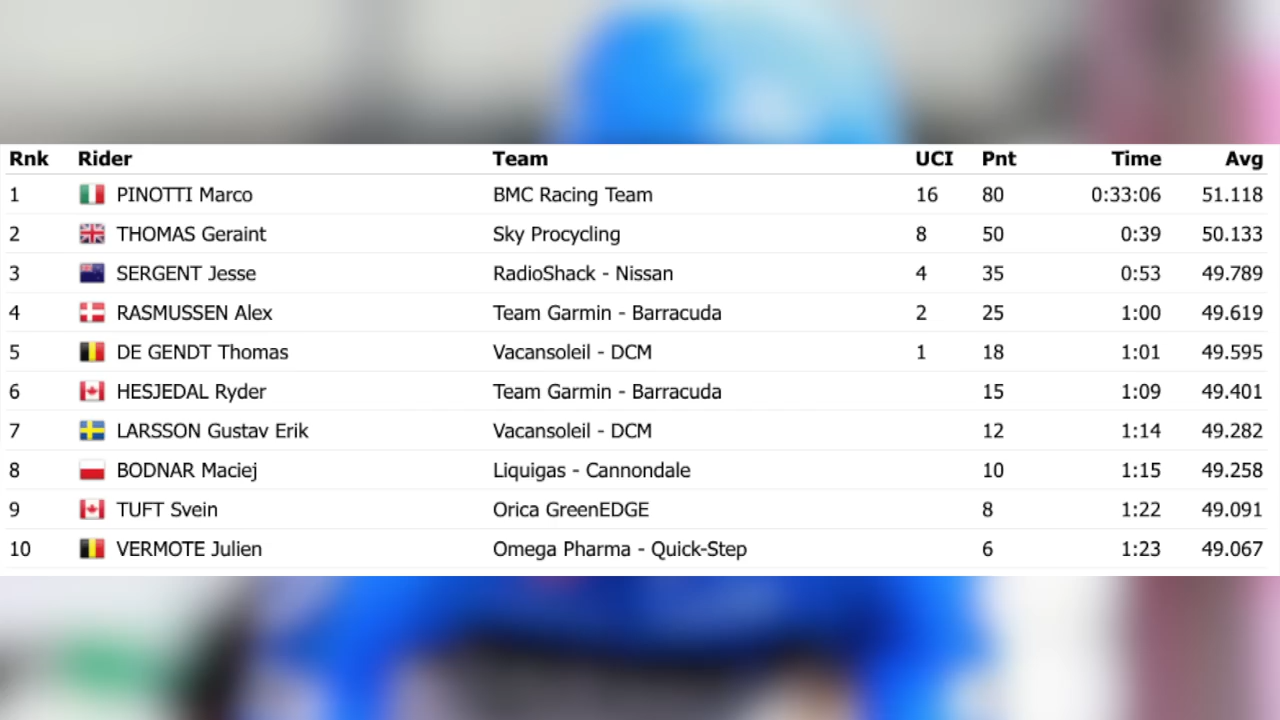 Rnk Rider Team UCI Pnt Time Avg
1 PINOTTI Marco BMC Racing Team 16 80 0:33:06 51.118
2 THOMAS Geraint Sky Procycling 8 50 0:39 50.133
3 SERGENT Jesse RadioShack - Nissan 4 35 0:53 49.789
4 RASMUSSEN Alex Team Garmin - Barracuda 2 25 1:00 49.619
5 DE GENDT Thomas Vacansoleil - DCM 1 18 1:01 49.595
6 HESJEDAL Ryder Team Garmin - Barracuda 15 1:09 49.401
7 LARSSON Gustav Erik Vacansoleil - DCM 12 1:14 49.282
8 BODNAR Maciej Liquigas - Cannondale 10 1:15 49.258
9 TUFT Svein Orica GreenEDGE 8 1:22 49.091
10 VERMOTE Julien Omega Pharma - Quick-Step 6 1:23 49.067